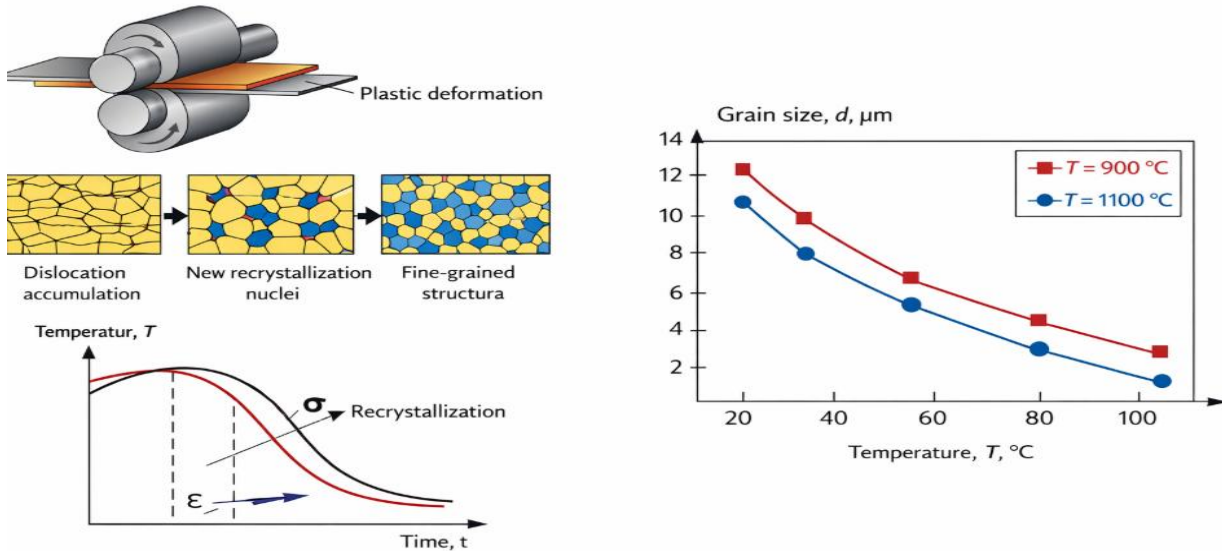 Plastic deformation
Dislocation
accumulation
New recrystallization
nuclei
Fine-grained
structura
Temperatur, T
σ
Recrystallization
ε
Time, t
Grain size, d, μm
14
12
10
8
6
4
2
T = 900 °C
T = 1100 °C
20 40 60 80 100
Temperature, T, °C